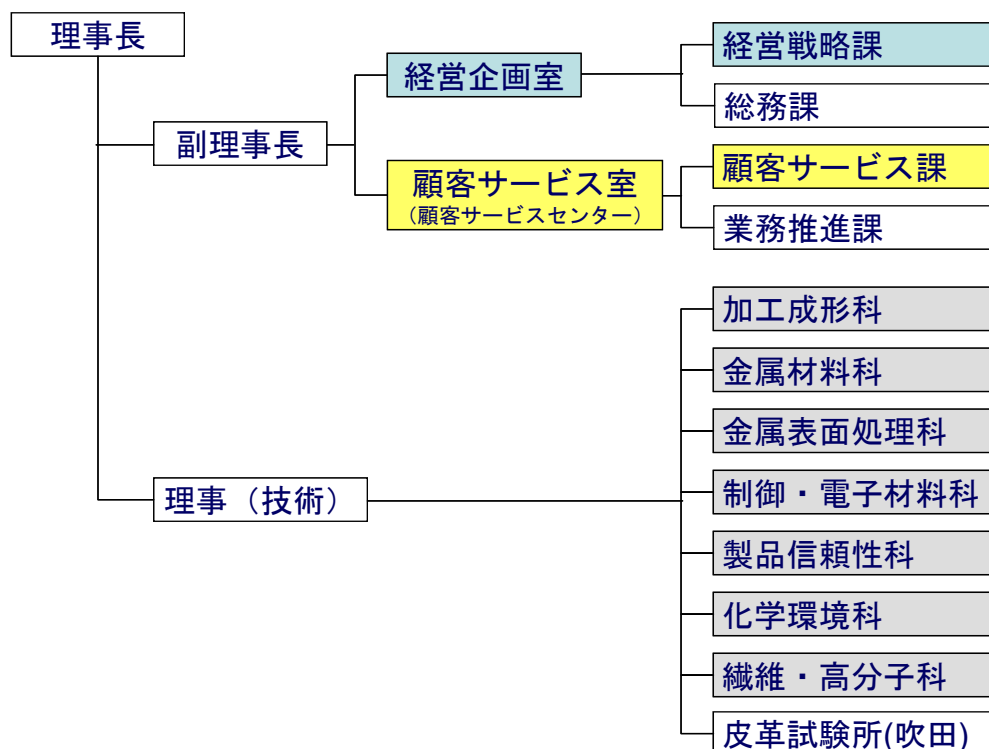 理事長
副理事長
経営企画室
経営戦略課
総務課
顧客サービス室
（顧客サービスセンター）
顧客サービス課
業務推進課
理事（技術）
加工成形科
金属材料科
金属表面処理科
制御・電子材料科
製品信頼性科
化学環境科
繊維・高分子科
皮革試験所(吹田)